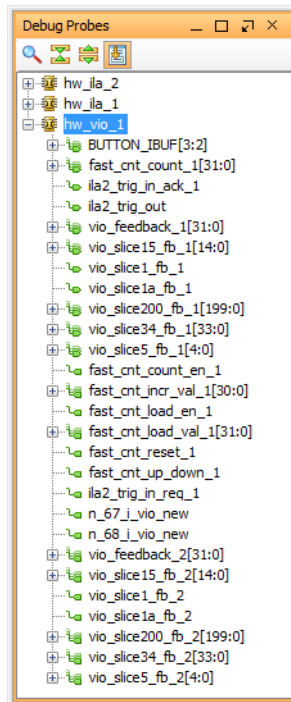 Debug Probes
hw_ila_2
hw_ila_1
hw_vio_1
BUTTON_IBUF[3:2]
fast_cnt_count_1[31:0]
ila2_trig_in_ack_1
ila2_trig_out
vio_feedback_1[31:0]
vio_slice15_fb_1[14:0]
vio_slice1_fb_1
vio_slice1a_fb_1
vio_slice200_fb_1[199:0]
vio_slice34_fb_1[33:0]
vio_slice5_fb_1[4:0]
fast_cnt_count_en_1
fast_cnt_incr_val_1[30:0]
fast_cnt_load_en_1
fast_cnt_load_val_1[31:0]
fast_cnt_reset_1
fast_cnt_up_down_1
ila2_trig_in_req_1
n_67_i_vio_new
n_68_i_vio_new
vio_feedback_2[31:0]
vio_slice15_fb_2[14:0]
vio_slice1_fb_2
vio_slice1a_fb_2
vio_slice200_fb_2[199:0]
vio_slice34_fb_2[33:0]
vio_slice5_fb_2[4:0]